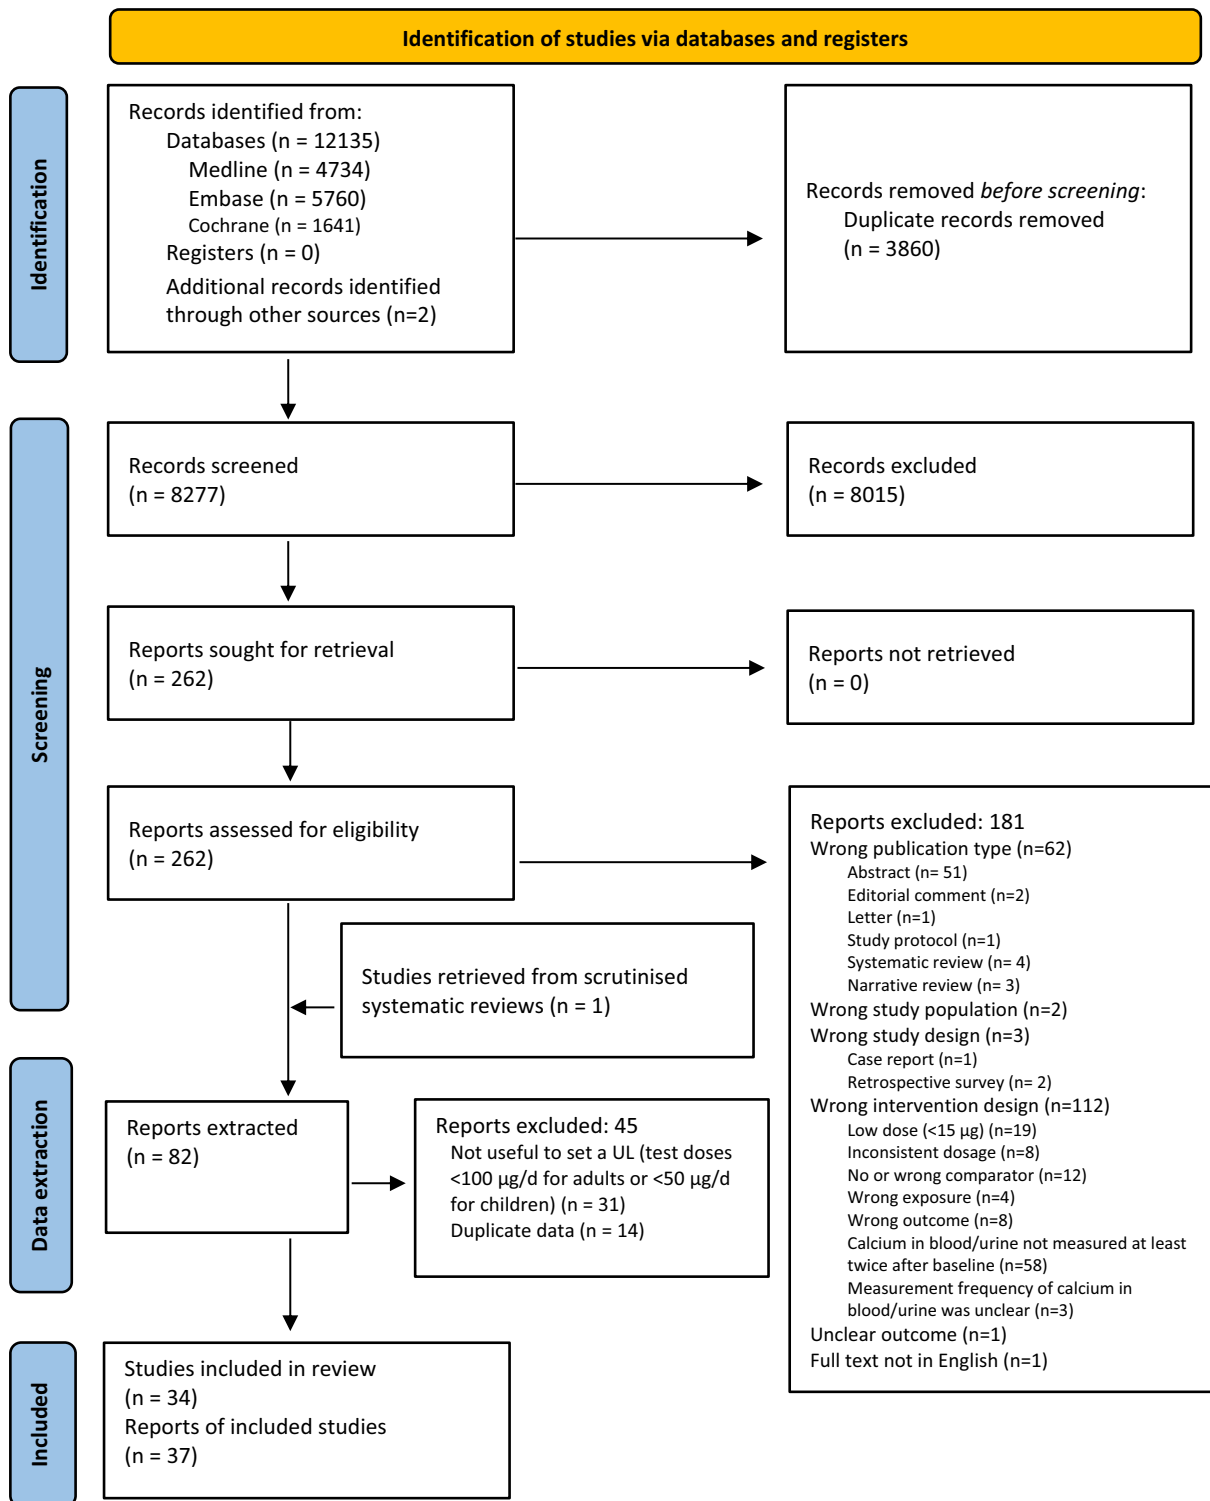 Identification of studies via databases and registers
Identification
Records identified from:
Databases (n = 12135)
Medline (n = 4734)
Embase (n = 5760)
Cochrane (n = 1641)
Registers (n = 0)
Additional records identified
through other sources (n=2)
Records removed before screening:
Duplicate records removed
(n = 3860)
Screening
Records screened
(n = 8277)
Records excluded
(n = 8015)
Reports sought for retrieval
(n = 262)
Reports not retrieved
(n = 0)
Reports assessed for eligibility
(n = 262)
Reports excluded: 181
Wrong publication type (n=62)
Abstract (n= 51)
Editorial comment (n=2)
Letter (n=1)
Study protocol (n=1)
Systematic review (n= 4)
Narrative review (n= 3)
Wrong study population (n=2)
Wrong study design (n=3)
Case report (n=1)
Retrospective survey (n= 2)
Wrong intervention design (n=112)
Low dose (<15 µg) (n=19)
Inconsistent dosage (n=8)
No or wrong comparator (n=12)
Wrong exposure (n=4)
Wrong outcome (n=8)
Calcium in blood/urine not measured at least
twice after baseline (n=58)
Measurement frequency of calcium in
blood/urine was unclear (n=3)
Unclear outcome (n=1)
Full text not in English (n=1)
Studies retrieved from scrutinised
systematic reviews (n = 1)
Data extraction
Reports extracted
(n = 82)
Reports excluded: 45
Not useful to set a UL (test doses
<100 µg/d for adults or <50 µg/d
for children) (n = 31)
Duplicate data (n = 14)
Included
Studies included in review
(n = 34)
Reports of included studies
(n = 37)